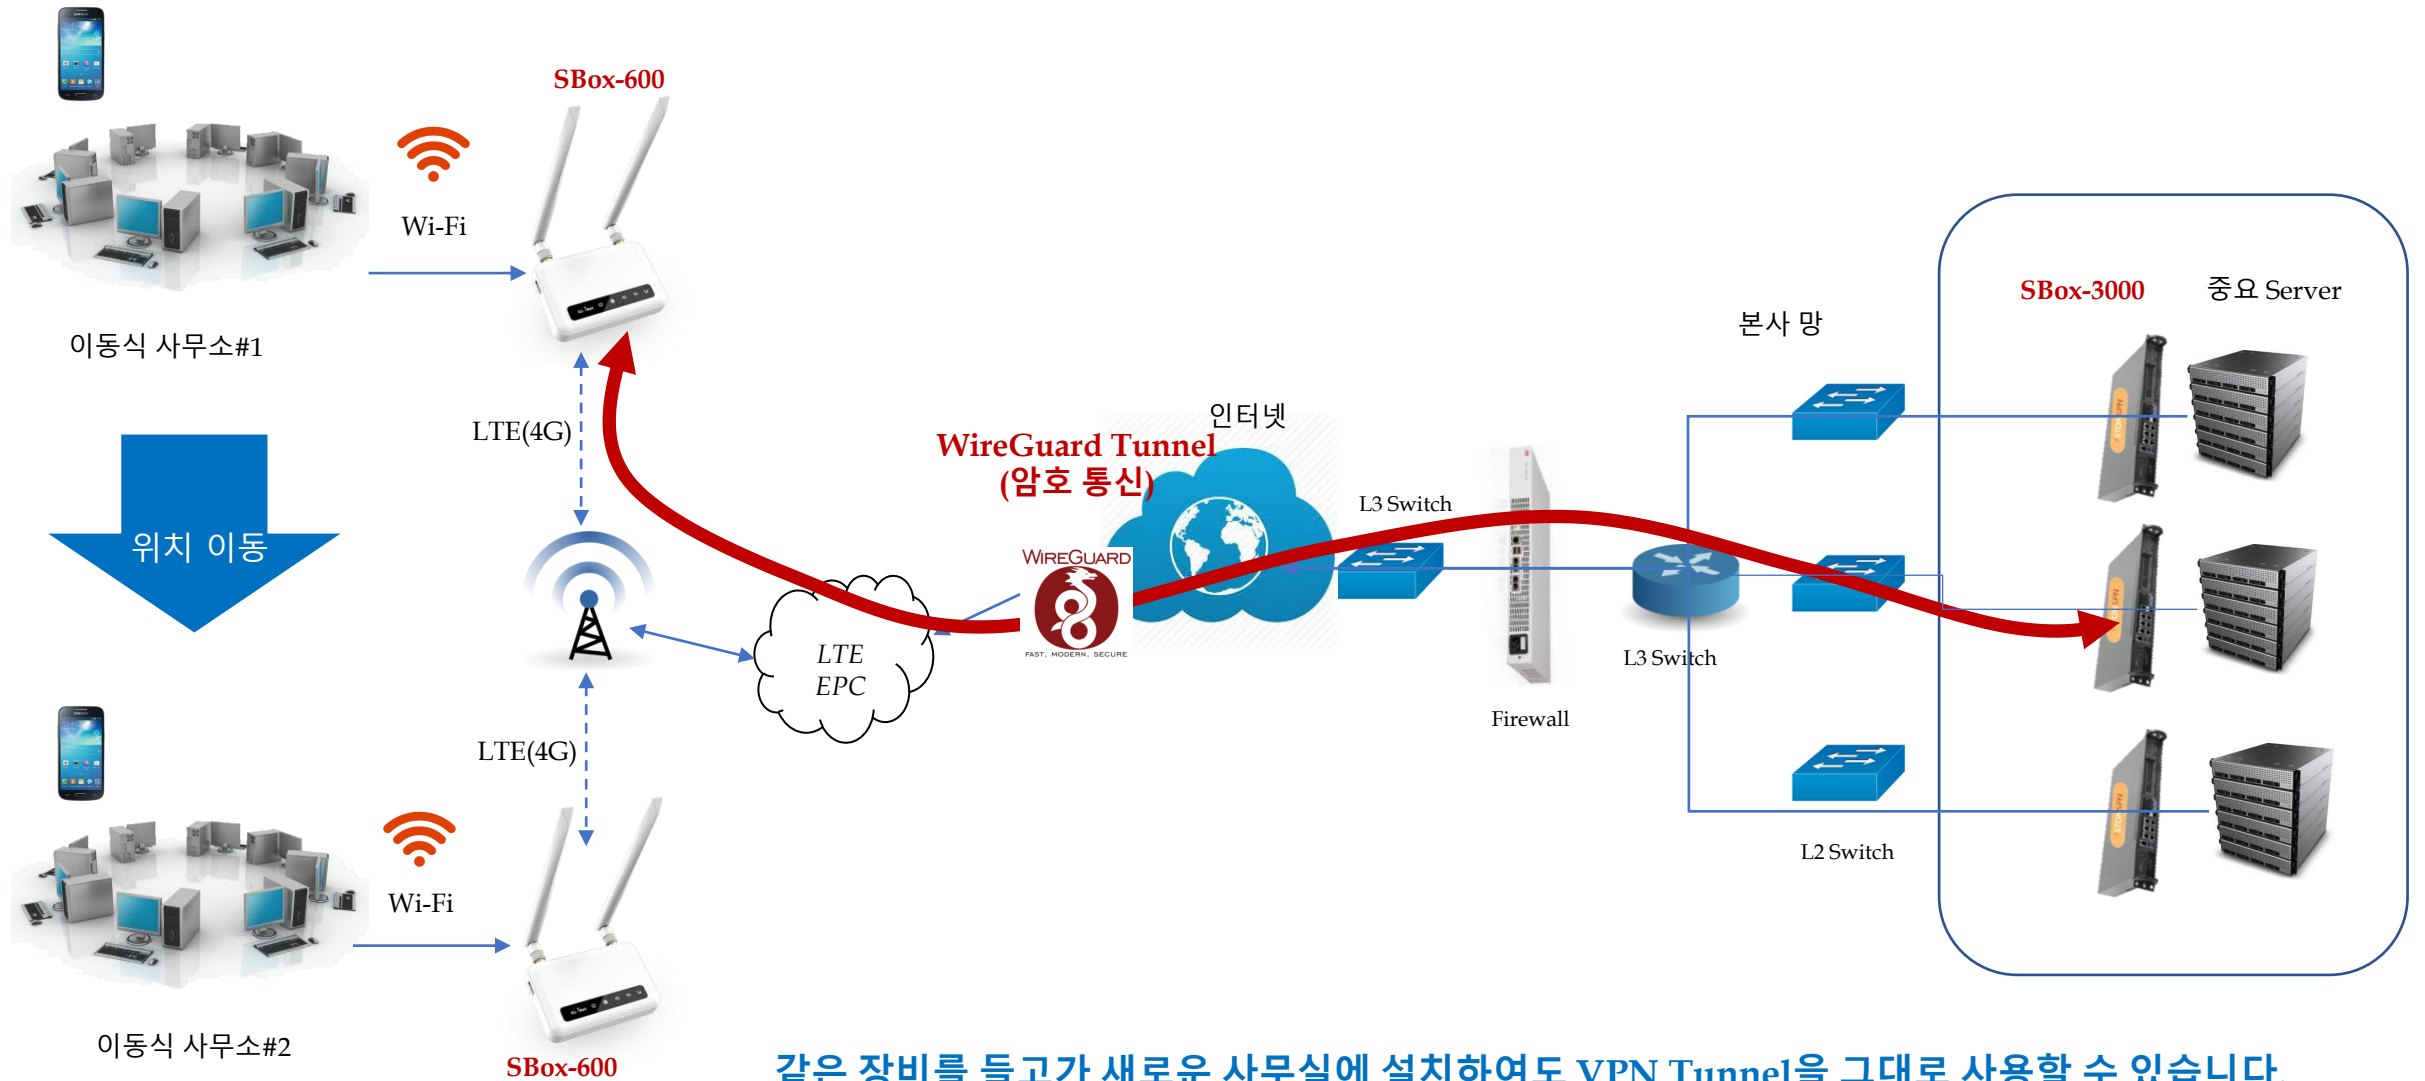 SBox-600
Wi-Fi
이동식 사무소#1
LTE(4G)
위치 이동
LTE(4G)
Wi-Fi
이동식 사무소#2
SBox-600
LTE
EPC
인터넷
WireGuard Tunnel
(암호 통신)
WIREGUARD
FAST, MODERN, SECURE
L3 Switch
Firewall
L3 Switch
본사 망
L2 Switch
SBox-3000
중요 Server
같은 장비를 들고가 새로운 사무실에 설치하여도 VPN Tunnel을 그대로 사용할 수 있습니다.